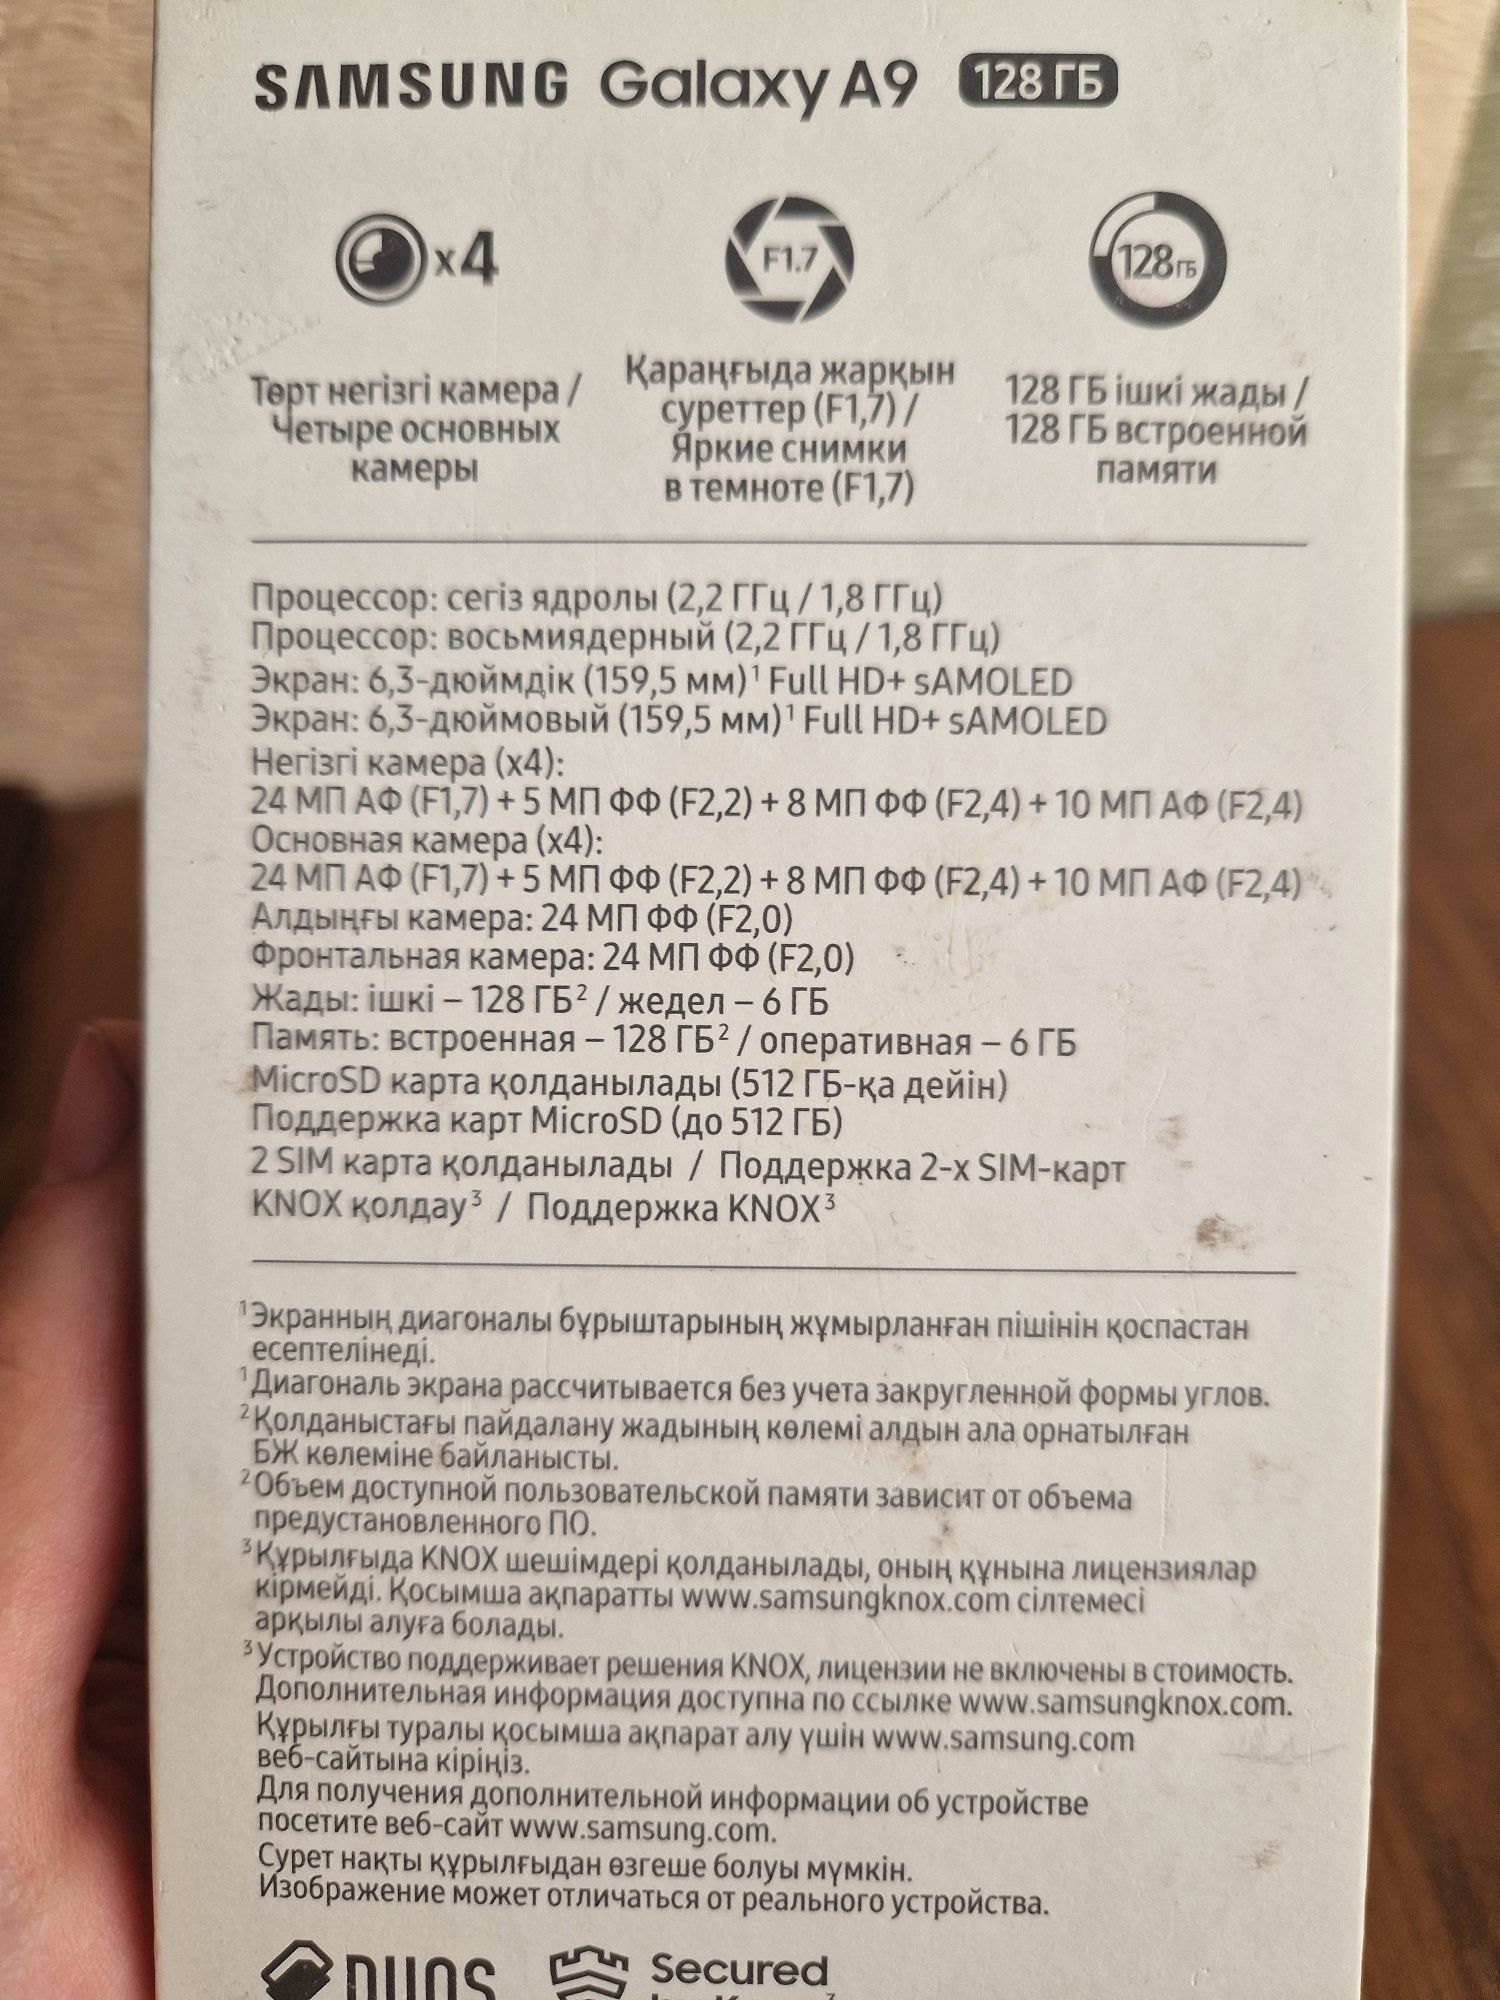 SAMSUNG Galaxy A9 128 ГБ
x4
F1.7
128 ГБ
Төрт негізгі камера /
Четыре основных
камеры
Қараңғыда жарқын
суреттер (F1,7) /
Яркие снимки
в темноте (F1,7)
128 ГБ ішкі жады /
128 ГБ встроенной
памяти
Процессор: сегіз ядролы (2,2 ГГц / 1,8 ГГц)
Процессор: восьмиядерный (2,2 ГГц / 1,8 ГГц)
Экран: 6,3-дюймдік (159,5 мм)¹ Full HD+ sAMOLED
Экран: 6,3-дюймовый (159,5 мм)¹ Full HD+ sAMOLED
Негізгі камера (x4):
24 МП АФ (F1,7) + 5 МП ФФ (F2,2) + 8 МП ФФ (F2,4) + 10 МП АФ (F2,4)
Основная камера (x4):
24 МП АФ (F1,7) + 5 МП ФФ (F2,2) + 8 МП ФФ (F2,4) + 10 МП АФ (F2,4)
Алдыңғы камера: 24 МП ФФ (F2,0)
Фронтальная камера: 24 МП ФФ (F2,0)
Жады: ішкі – 128 ГБ² / жедел – 6 ГБ
Память: встроенная – 128 ГБ² / оперативная – 6 ГБ
MicroSD карта қолданылады (512 ГБ-қа дейін)
Поддержка карт MicroSD (до 512 ГБ)
2 SIM карта қолданылады / Поддержка 2-х SIM-карт
KNOX қолдау³ / Поддержка KNOX³
¹Экранның диагоналы бұрыштарының жұмырланған пішінін қоспастан
есептелінеді.
¹Диагональ экрана рассчитывается без учета закругленной формы углов.
²Қолданыстағы пайдалану жадының көлемі алдын ала орнатылған
БЖ көлеміне байланысты.
²Объем доступной пользовательской памяти зависит от объема
предустановленного ПО.
³Құрылғыда KNOX шешімдері қолданылады, оның құнына лицензиялар
кірмейді. Қосымша ақпаратты www.samsungknox.com сілтемесі
арқылы алуға болады.
³Устройство поддерживает решения KNOX, лицензии не включены в стоимость.
Дополнительная информация доступна по ссылке www.samsungknox.com.
Құрылғы туралы қосымша ақпарат алу үшін www.samsung.com
веб-сайтына кіріңіз.
Для получения дополнительной информации об устройстве
посетите веб-сайт www.samsung.com.
Сурет нақты құрылғыдан өзгеше болуы мүмкін.
Изображение может отличаться от реального устройства.
DUOS
Secured